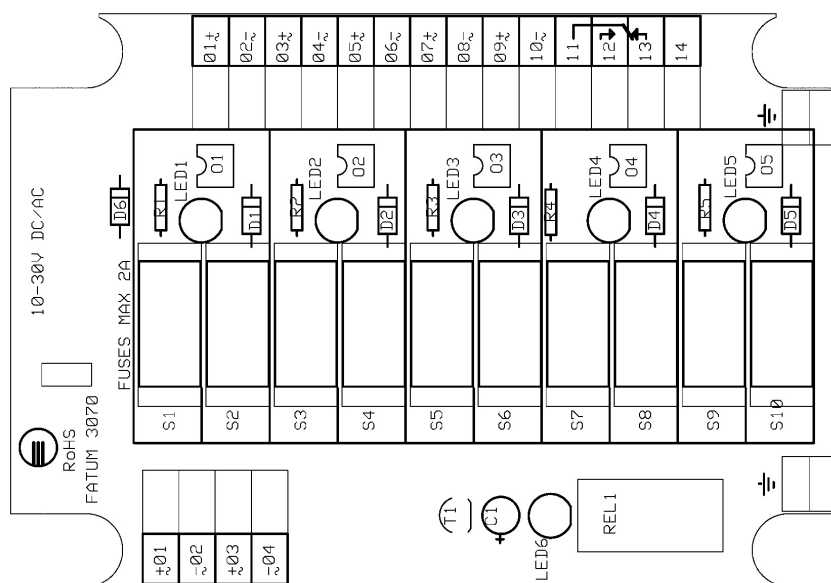 01± 02- 03± 04- 05± 06- 07± 08- 09± 10- 11 12 13 14
LED1 O1 LED2 O2 LED3 O3 LED4 O4 LED5 O5
D6 R1 D1 R2 D2 R3 D3 R4 D4 R5 D5
10-30V DC/AC
FUSES MAX 2A
S1 S2 S3 S4 S5 S6 S7 S8 S9 S10
RoHS
FATUM 3070
T1 C1 + LED6 REL1
±01 -02 ±03 -04